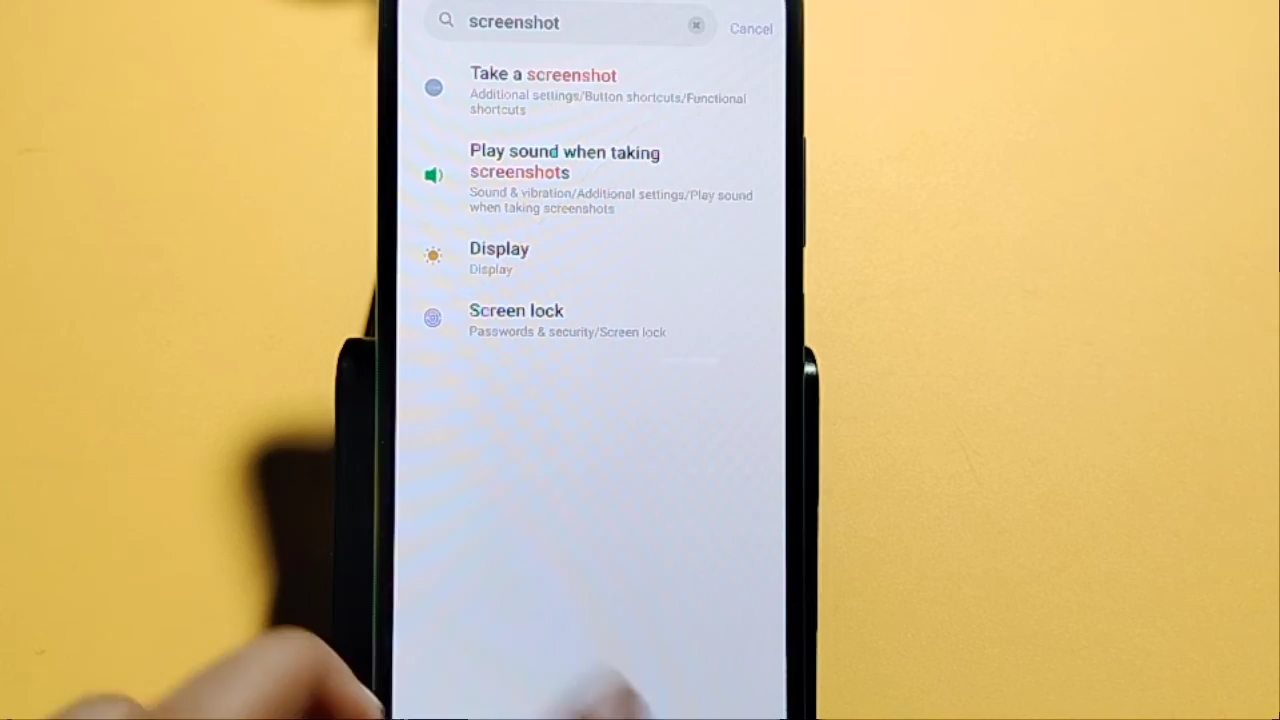 screenshot
Cancel
Take a screenshot
Additional settings/Button shortcuts/Functional
shortcuts
Play sound when taking
screenshots
Sound & vibration/Additional settings/Play sound
when taking screenshots
Display
Display
Screen lock
Passwords & security/Screen lock